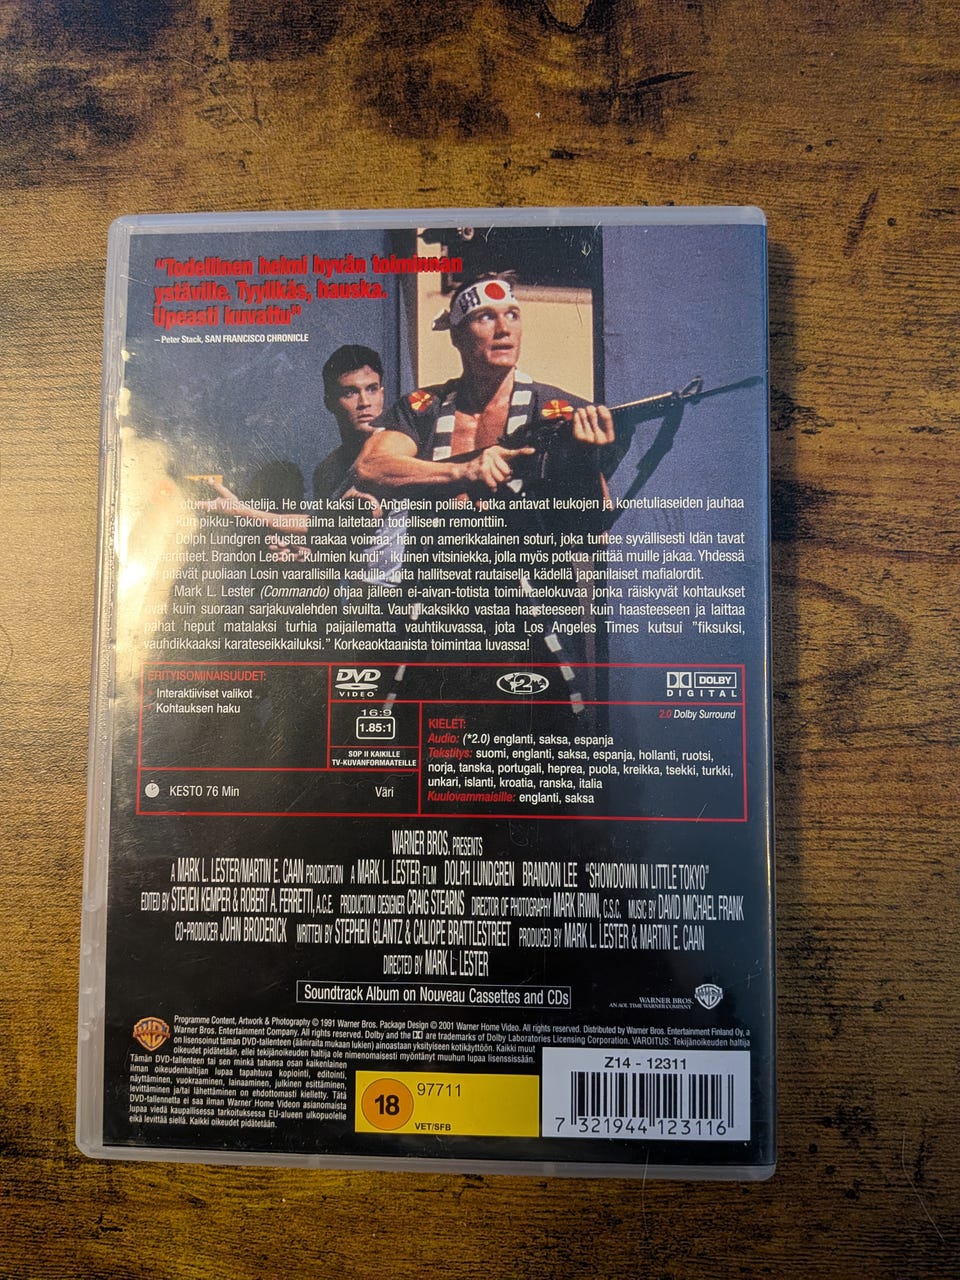 "Todellinen helmi hyvän toiminnan
ystäville. Tyylikäs, hauska.
Upeasti kuvattu"
– Peter Stack, SAN FRANCISCO CHRONICLE
ja viisastelija. He ovat kaksi Los Angelesin poliisia, jotka antavat leukojen ja konetuliaseiden jauhaa
kun pikku-Tokion alamaailma laitetaan todelliseen remonttiin.
Dolph Lundgren edustaa raakaa voimaa; hän on amerikkalainen soturi, joka tuntee syvällisesti Idän tavat
Brandon Lee on "kulmien kundi", ikuinen vitsiniekka, jolla myös potkua riittää muille jakaa. Yhdessä
pitävät puoliaan Losin vaarallisilla kaduilla, joita hallitsevat rautaisella kädellä japanilaiset mafialordit.
Mark L. Lester (Commando) ohjaa jälleen ei-aivan-totista toimintaelokuvaa jonka räiskyvät kohtaukset
ovat kuin suoraan sarjakuvalehden sivuilta. Vauhtikaksikko vastaa haasteeseen kuin haasteeseen ja laittaa
pahat heput matalaksi turhia paijailematta vauhtikuvassa, jota Los Angeles Times kutsui "fiksuksi,
vauhdikkaaksi karateseikkailuksi." Korkeaoktaanista toimintaa luvassa!
ERITYISOMINAISUUDET:
Interaktiiviset valikot
Kohtauksen haku
DVD
VIDEO
2
DOLBY
DIGITAL
2.0 Dolby Surround
16:9
1.85:1
SOP II KAIKILLE
TV-KUVANFORMAATEILLE
KIELET:
Audio: (*2.0) englanti, saksa, espanja
Tekstitys: suomi, englanti, saksa, espanja, hollanti, ruotsi,
norja, tanska, portugali, heprea, puola, kreikka, tsekki, turkki,
unkari, islanti, kroatia, ranska, italia
Kuulovammaisille: englanti, saksa
KESTO 76 Min
Väri
WARNER BROS. PRESENTS
A MARK L. LESTER/MARTIN E. CAAN PRODUCTION A MARK L. LESTER FILM DOLPH LUNDGREN BRANDON LEE "SHOWDOWN IN LITTLE TOKYO"
EDITED BY STEVEN KEMPER & ROBERT A. FERRETTI, A.C.E. PRODUCTION DESIGNER CRAIG STEARNS DIRECTOR OF PHOTOGRAPHY MARK IRWIN, C.S.C. MUSIC BY DAVID MICHAEL FRANK
CO-PRODUCER JOHN BRODERICK WRITTEN BY STEPHEN GLANTZ & CALIOPE BRATTLESTREET PRODUCED BY MARK L. LESTER & MARTIN E. CAAN
DIRECTED BY MARK L. LESTER
Soundtrack Album on Nouveau Cassettes and CDs
WARNER BROS.
AN AOL TIME WARNER COMPANY
WB
Programme Content, Artwork & Photography © 1991 Warner Bros. Package Design © 2001 Warner Home Video. All rights reserved. Distributed by Warner Bros. Entertainment Finland Oy, a
Warner Bros. Entertainment Company. All rights reserved. Dolby and the DD are trademarks of Dolby Laboratories Licensing Corporation. VAROITUS: Tekijänoikeuden haltija
on lisensoinut tämän DVD-tallenteen (ääniraita mukaan lukien) ainoastaan yksityiseen kotikäyttöön. Kaikki muut
oikeudet pidätetään, ellei tekijänoikeuden haltija ole nimenomaisesti myöntänyt muuhun lupaa lisenssissään.
Tämän DVD-tallenteen tai sen minkä tahansa osan kaikenlainen
ilman oikeudenhaltijan lupaa tapahtuva kopiointi, editointi,
näyttäminen, vuokraaminen, lainaaminen, julkinen esittäminen,
levittäminen ja/tai lähettäminen on ehdottomasti kielletty. Tätä
DVD-tallennetta ei saa ilman Warner Home Videon asianomaista
lupaa viedä kaupallisessa tarkoituksessa EU-alueen ulkopuolelle
eikä levittää siellä. Kaikki oikeudet pidätetään.
18
97711
VET/SFB
Z14 - 12311
7 321944 123116